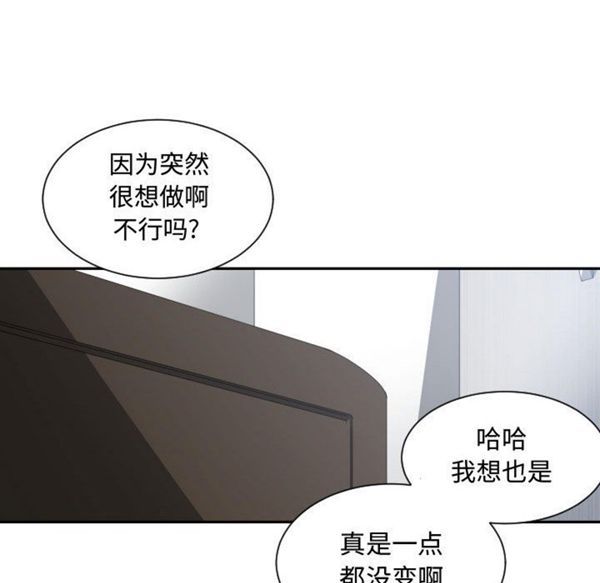 因为突然
很想做啊
不行吗?
哈哈
我想也是
真是一点
都没变啊